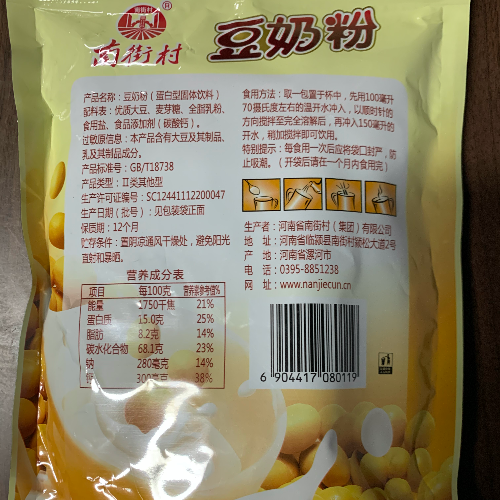 南街村
®
南街村
豆奶粉
产品名称：豆奶粉（蛋白型固体饮料）
配料表：优质大豆、麦芽糖、全脂乳粉、
食用盐、食品添加剂（碳酸钙）。
过敏原信息：本产品含有大豆及其制品、
乳及其制品成分。
产品标准号：GB/T18738
产品类型：II类其他型
生产许可证编号：SC12441112200047
生产日期（批号）：见包装袋正面
保质期：12个月
贮存条件：置阴凉通风干燥处，避免阳光
直射和暴晒。
营养成分表
项目 每100克 营养素参考值%
能量 1750千焦 21%
蛋白质 15.0克 25%
脂肪 8.2克 14%
碳水化合物 68.1克 23%
钠 280毫克 14%
钙 300毫克 38%
食用方法：取一包置于杯中，先用100毫升
70摄氏度左右的温开水冲入，以顺时针的
方向搅拌至完全溶解后，再冲入150毫升的
开水，稍加搅拌即可饮用。
特别提示：每食用一次后应将袋口封严，防
止吸潮。（开袋后请在一个月内食用完）
生产者：河南省南街村（集团）有限公司
地 址：河南省临颍县南街村颍松大道2号
产 地：河南省漯河市
电 话：0395-8851238
网 址：www.nanjiecun.cn
6 904417 080119